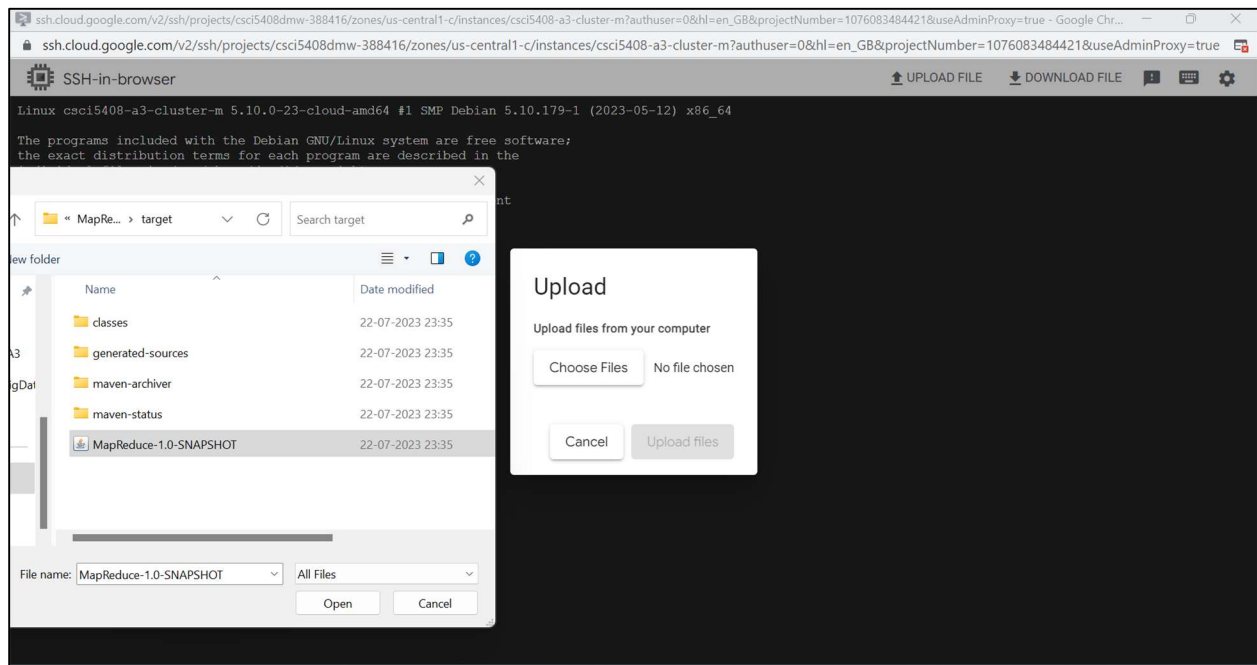 ssh.cloud.google.com/v2/ssh/projects/csci5408dmw-388416/zones/us-central1-c/instances/csci5408-a3-cluster-m?authuser=0&hl=en_GB&projectNumber=1076083484421&useAdminProxy=true - Google Chr...
ssh.cloud.google.com/v2/ssh/projects/csci5408dmw-388416/zones/us-central1-c/instances/csci5408-a3-cluster-m?authuser=0&hl=en_GB&projectNumber=1076083484421&useAdminProxy=true
SSH-in-browser UPLOAD FILE DOWNLOAD FILE
Linux csci5408-a3-cluster-m 5.10.0-23-cloud-amd64 #1 SMP Debian 5.10.179-1 (2023-05-12) x86_64
The programs included with the Debian GNU/Linux system are free software;
the exact distribution terms for each program are described in the
nt
« MapRe... › target Search target
ew folder
Name Date modified
classes 22-07-2023 23:35
generated-sources 22-07-2023 23:35
A3
maven-archiver 22-07-2023 23:35
igDat
maven-status 22-07-2023 23:35
MapReduce-1.0-SNAPSHOT 22-07-2023 23:35
File name: MapReduce-1.0-SNAPSHOT All Files
Open Cancel
Upload
Upload files from your computer
Choose Files No file chosen
Cancel Upload files